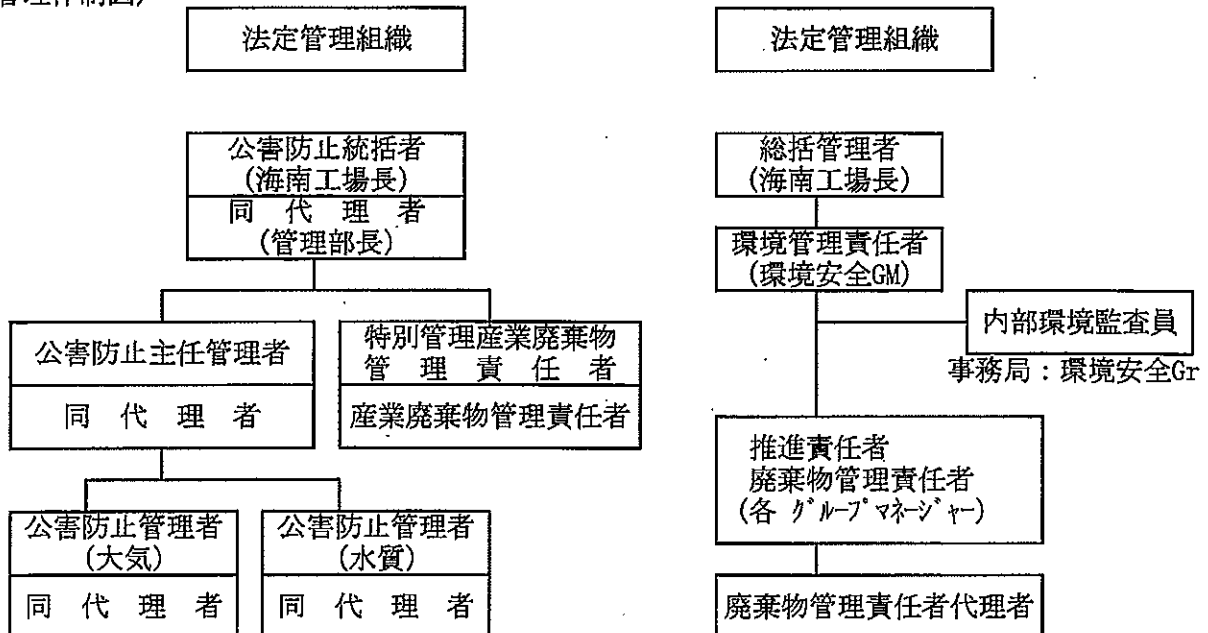 管理体制図)
法定管理組織
公害防止統括者
(海南工場長)
同代理者
(管理部長)
公害防止主任管理者
同代理者
特別管理産業廃棄物
管理責任者
産業廃棄物管理責任者
公害防止管理者
(大気)
同代理者
公害防止管理者
(水質)
同代理者
法定管理組織
総括管理者
(海南工場長)
環境管理責任者
(環境安全GM)
内部環境監査員
事務局：環境安全Gr
推進責任者
廃棄物管理責任者
(各 ｸﾞﾙｰﾌﾟﾏﾈｰｼﾞｬｰ)
廃棄物管理責任者代理者